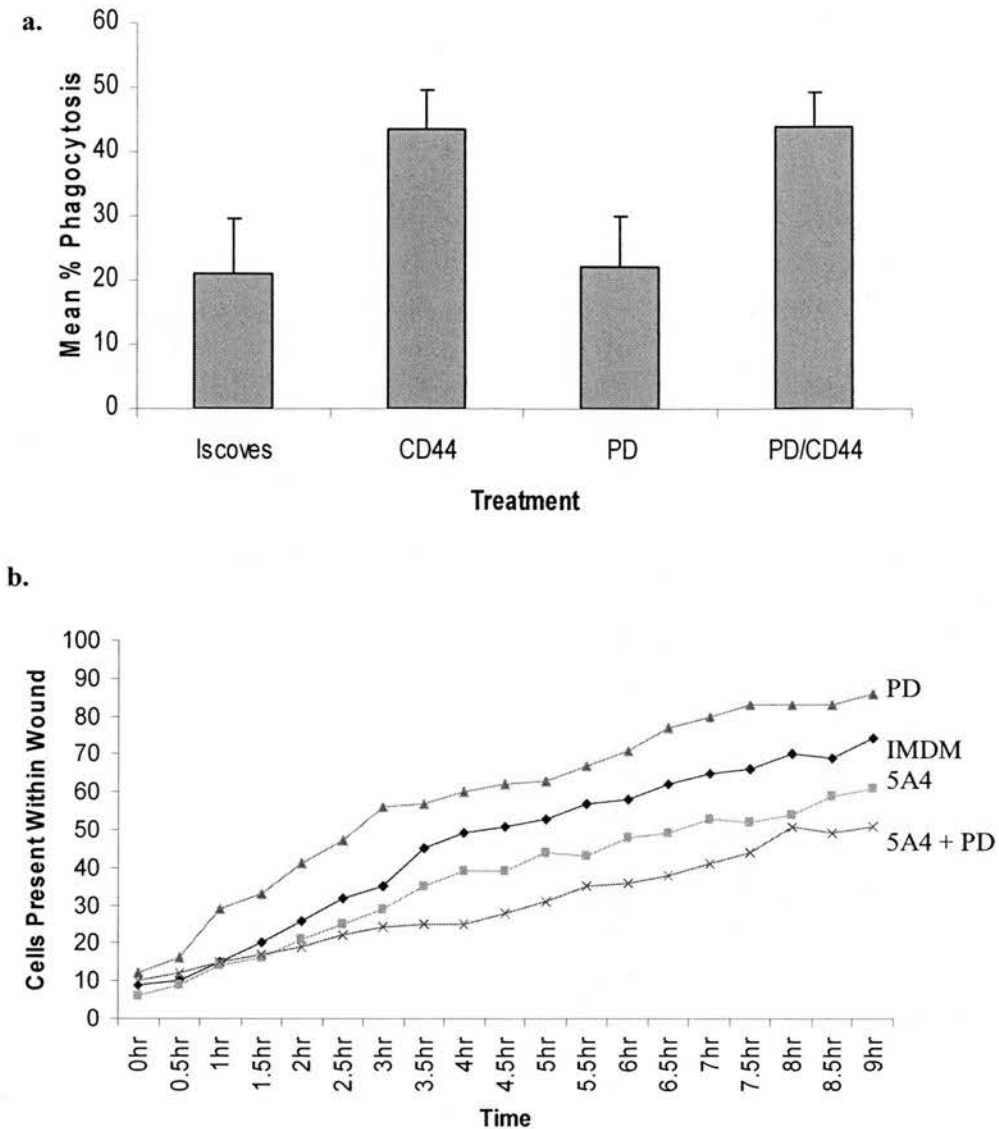 a.
60
50
40
30
20
10
0
Mean % Phagocytosis
Iscoves CD44 PD PD/CD44
Treatment
b.
100
90
80
70
60
50
40
30
20
10
0
Cells Present Within Wound
PD
IMDM
5A4
5A4 + PD
0hr 0.5hr 1hr 1.5hr 2hr 2.5hr 3hr 3.5hr 4hr 4.5hr 5hr 5.5hr 6hr 6.5hr 7hr 7.5hr 8hr 8.5hr 9hr
Time